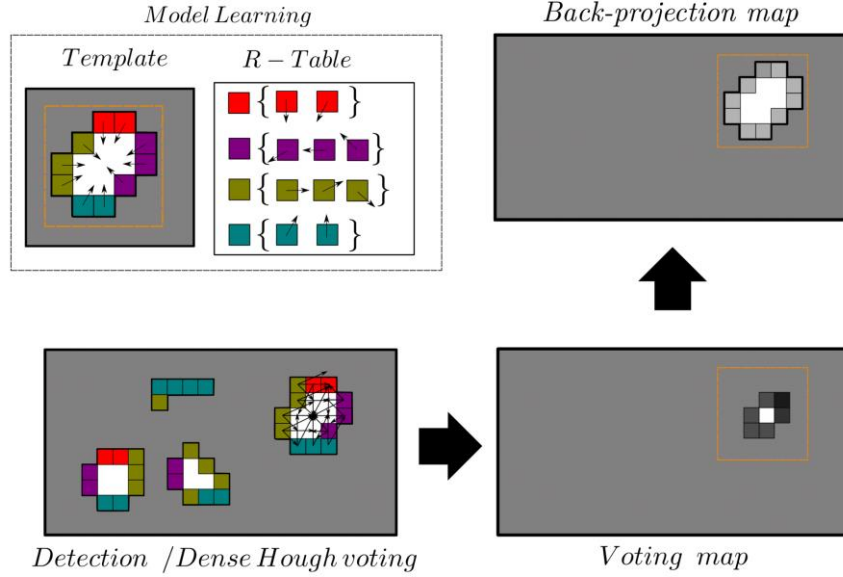 Model Learning
Template
R – Table
{ }
{ }
{ }
{ }
Back-projection map
Detection /Dense Hough voting
Voting map